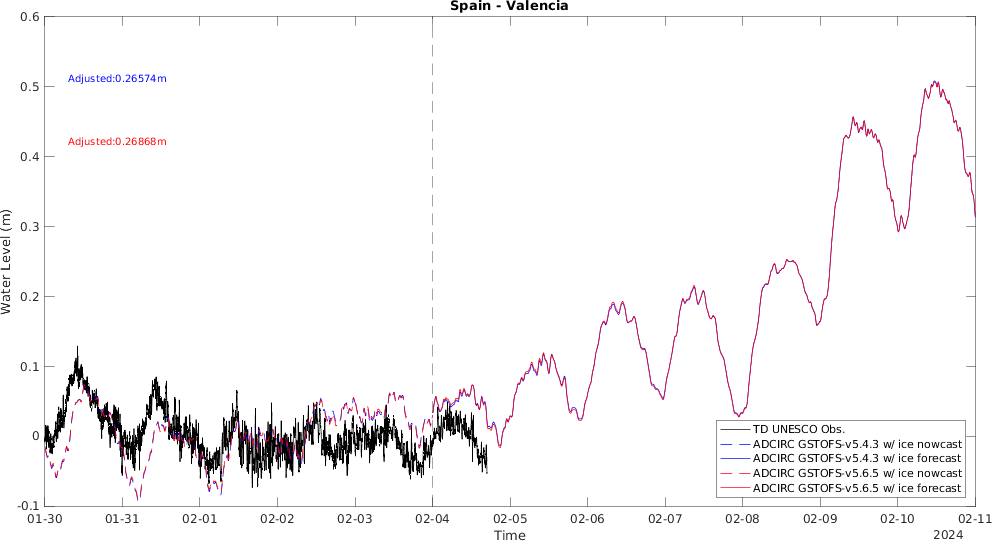 Spain - Valencia
0.6
0.5
0.4
0.3
0.2
0.1
0
-0.1
Water Level (m)
Adjusted:0.26574m
Adjusted:0.26868m
TD UNESCO Obs.
ADCIRC GSTOFS-v5.4.3 w/ ice nowcast
ADCIRC GSTOFS-v5.4.3 w/ ice forecast
ADCIRC GSTOFS-v5.6.5 w/ ice nowcast
ADCIRC GSTOFS-v5.6.5 w/ ice forecast
01-30 01-31 02-01 02-02 02-03 02-04 02-05 02-06 02-07 02-08 02-09 02-10 02-11
Time
2024